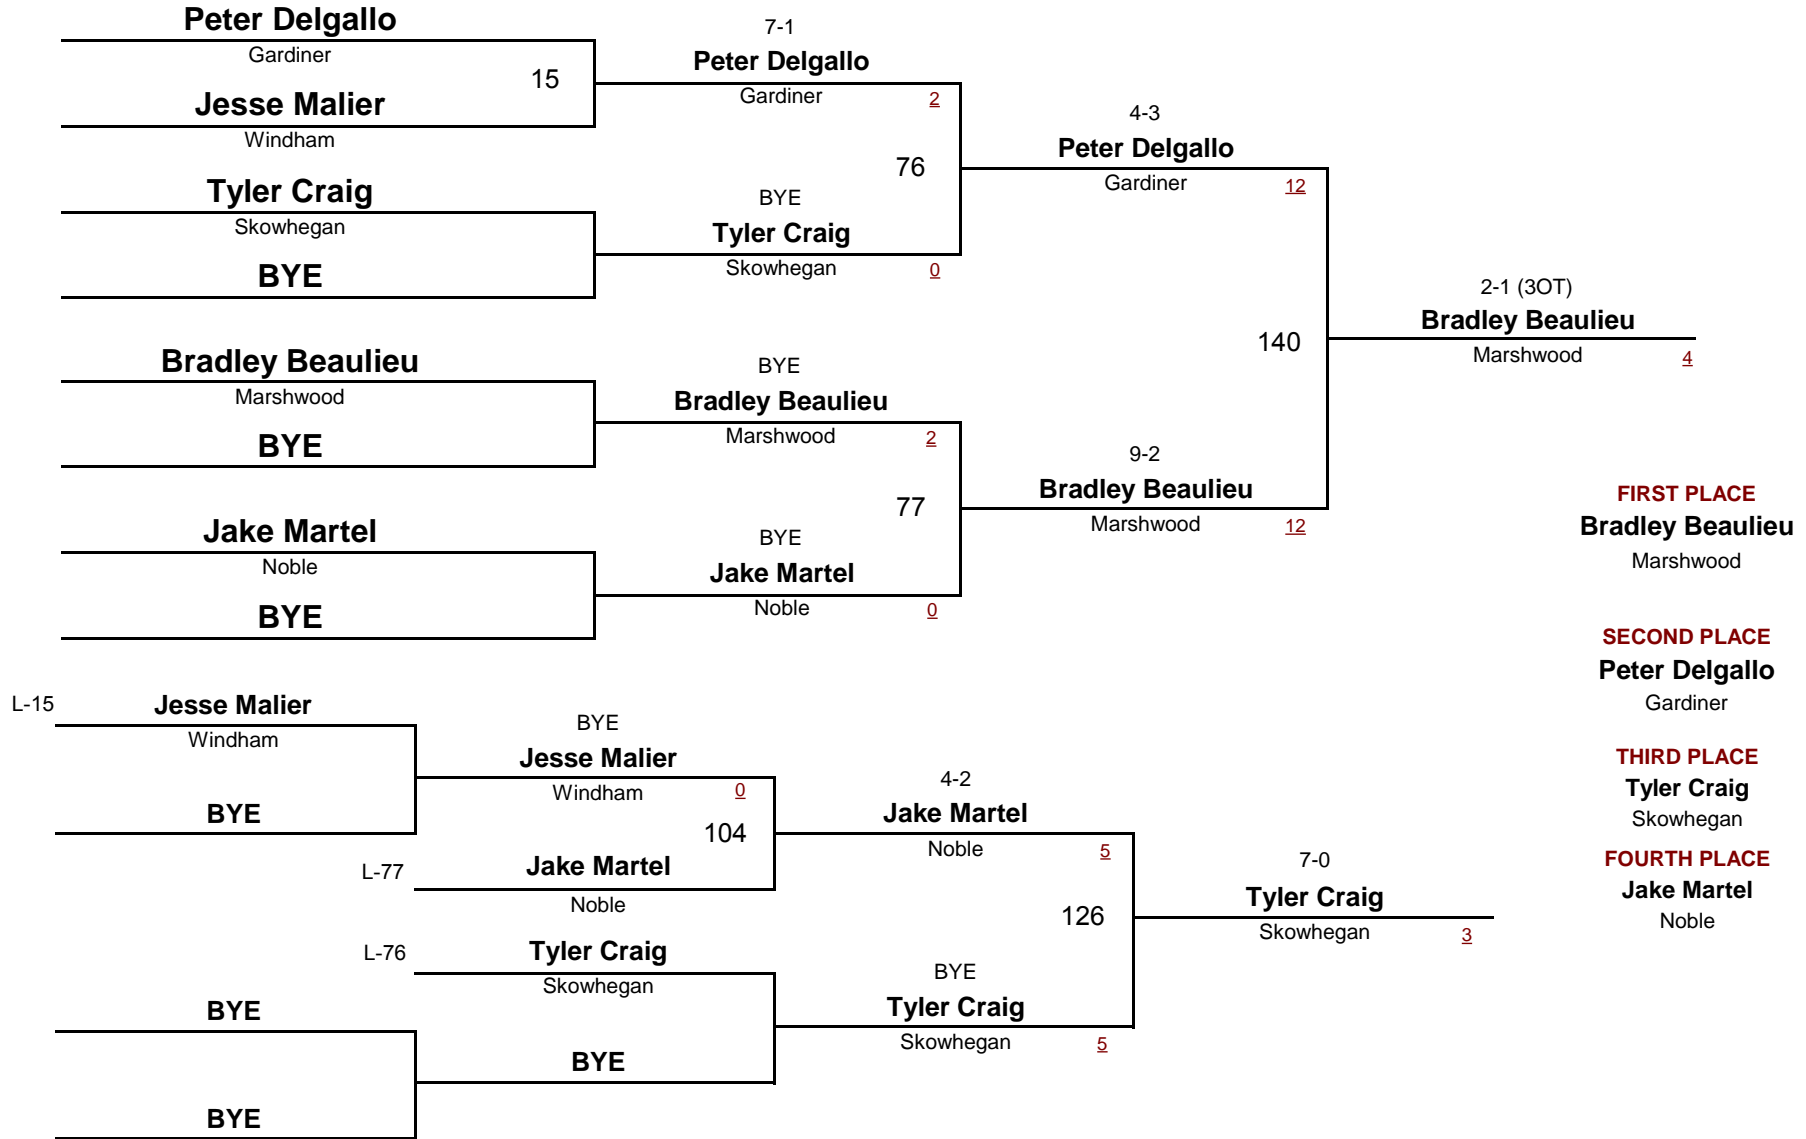 Peter Delgallo
Gardiner
15
Jesse Malier
Windham
Tyler Craig
Skowhegan
BYE
Bradley Beaulieu
Marshwood
BYE
Jake Martel
Noble
BYE
7-1
Peter Delgallo
Gardiner
2
76
BYE
Tyler Craig
Skowhegan
0
BYE
Bradley Beaulieu
Marshwood
2
77
BYE
Jake Martel
Noble
0
4-3
Peter Delgallo
Gardiner
12
140
9-2
Bradley Beaulieu
Marshwood
12
2-1 (3OT)
Bradley Beaulieu
Marshwood
4
FIRST PLACE
Bradley Beaulieu
Marshwood
SECOND PLACE
Peter Delgallo
Gardiner
THIRD PLACE
Tyler Craig
Skowhegan
FOURTH PLACE
Jake Martel
Noble
L-15
Jesse Malier
Windham
BYE
BYE
BYE
BYE
Jesse Malier
Windham
0
104
L-77
Jake Martel
Noble
L-76
Tyler Craig
Skowhegan
BYE
4-2
Jake Martel
Noble
5
126
BYE
Tyler Craig
Skowhegan
5
7-0
Tyler Craig
Skowhegan
3